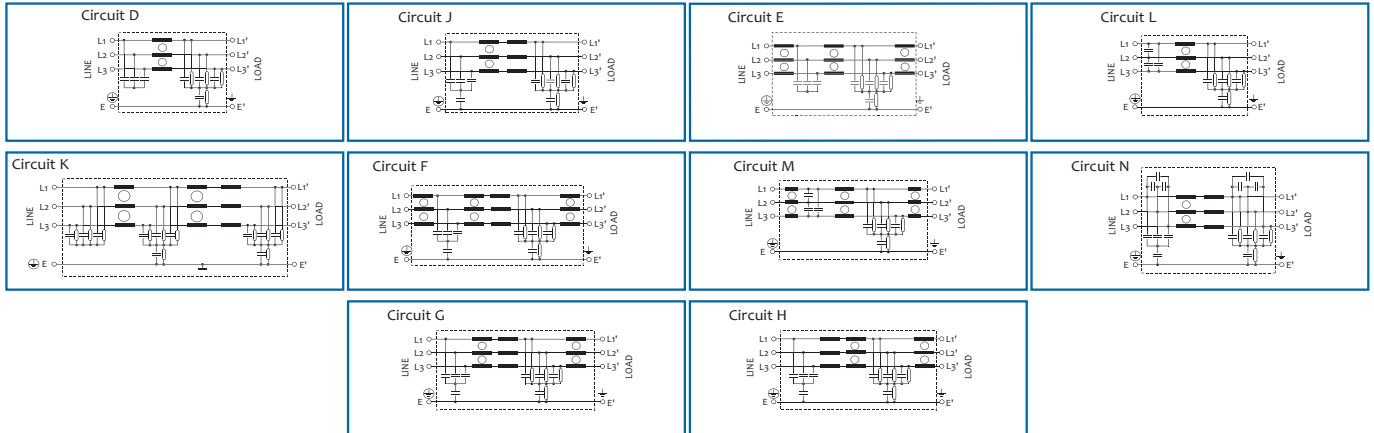 Circuit D
L1
L1'
L2
L2'
L3
L3'
LINE
LOAD
E
E'
Circuit J
L1
L1'
L2
L2'
L3
L3'
LINE
LOAD
E
E'
Circuit E
L1
L1'
L2
L2'
L3
L3'
LINE
LOAD
E
E'
Circuit L
L1
L1'
L2
L2'
L3
L3'
LINE
LOAD
E
E'
Circuit K
L1
L1'
L2
L2'
L3
L3'
LINE
LOAD
E
E'
Circuit F
L1
L1'
L2
L2'
L3
L3'
LINE
LOAD
E
E'
Circuit M
L1
L1'
L2
L2'
L3
L3'
LINE
LOAD
E
E'
Circuit N
L1
L1'
L2
L2'
L3
L3'
LINE
LOAD
E
E'
Circuit G
L1
L1'
L2
L2'
L3
L3'
LINE
LOAD
E
E'
Circuit H
L1
L1'
L2
L2'
L3
L3'
LINE
LOAD
E
E'